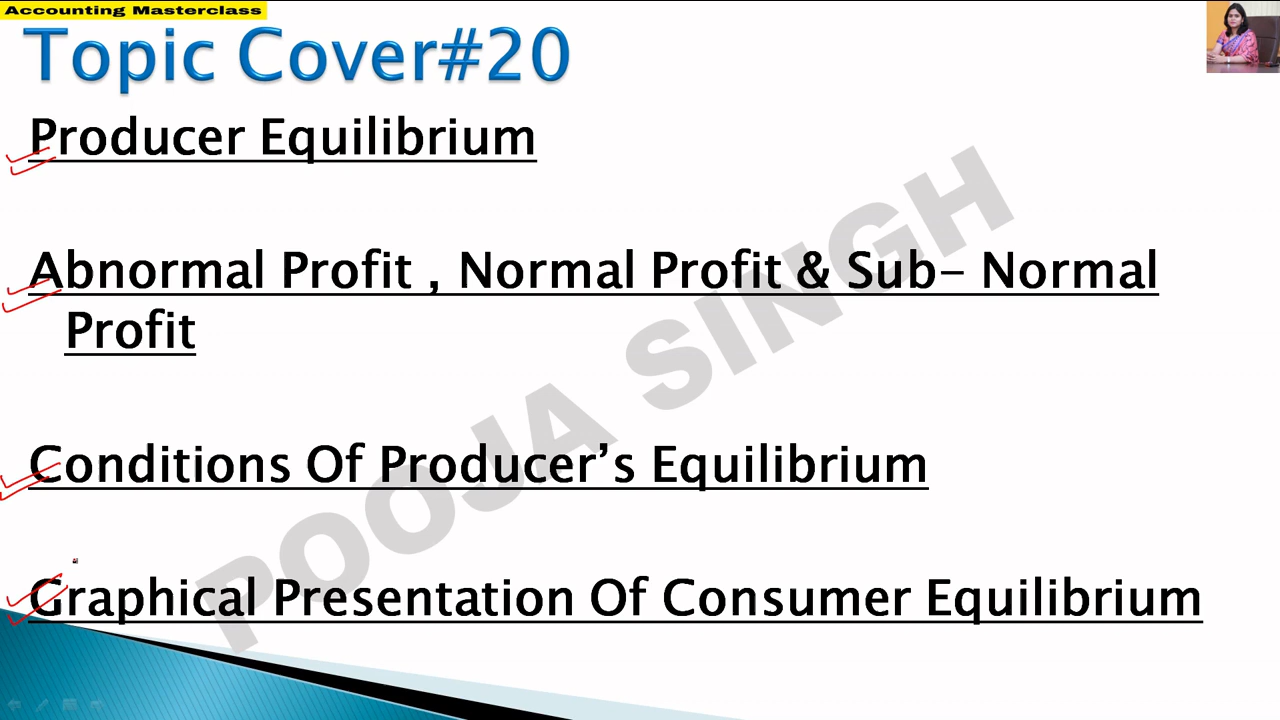 Accounting Masterclass
Topic Cover#20
Producer Equilibrium
Abnormal Profit , Normal Profit & Sub- Normal
Profit
Conditions Of Producer’s Equilibrium
Graphical Presentation Of Consumer Equilibrium
POOJA SINGH